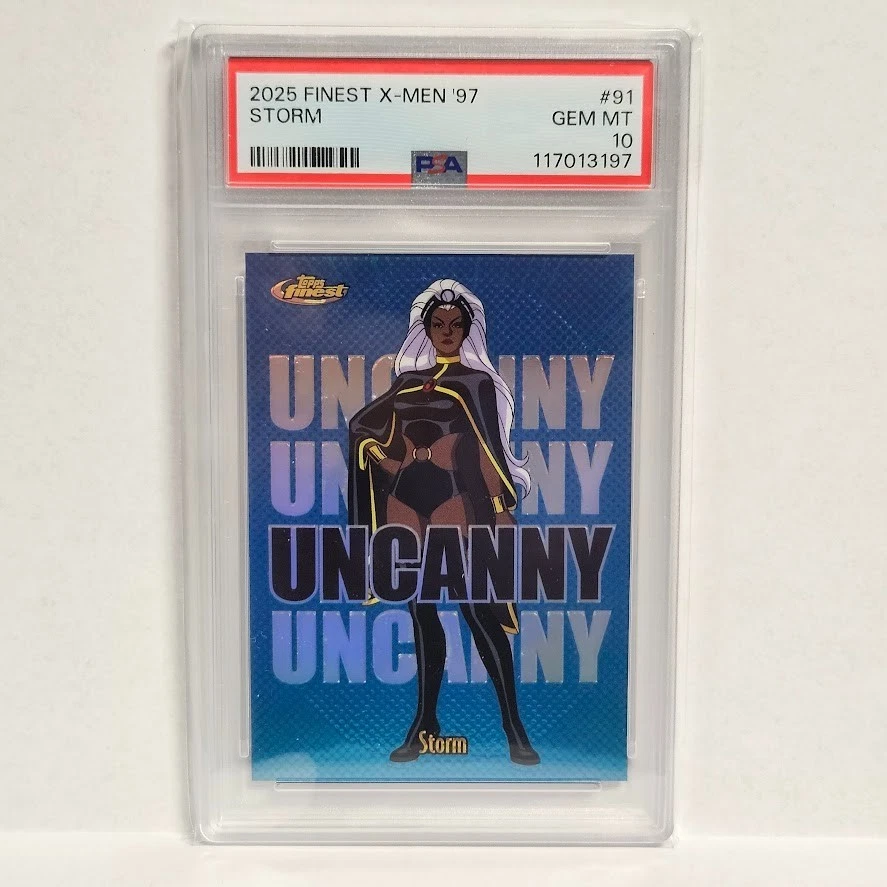 2025 FINEST X-MEN '97 #91
STORM GEM MT
10
PSA 117013197
Topps
finest
UNCANNY
UNCANNY
UNCANNY
UNCANNY
Storm